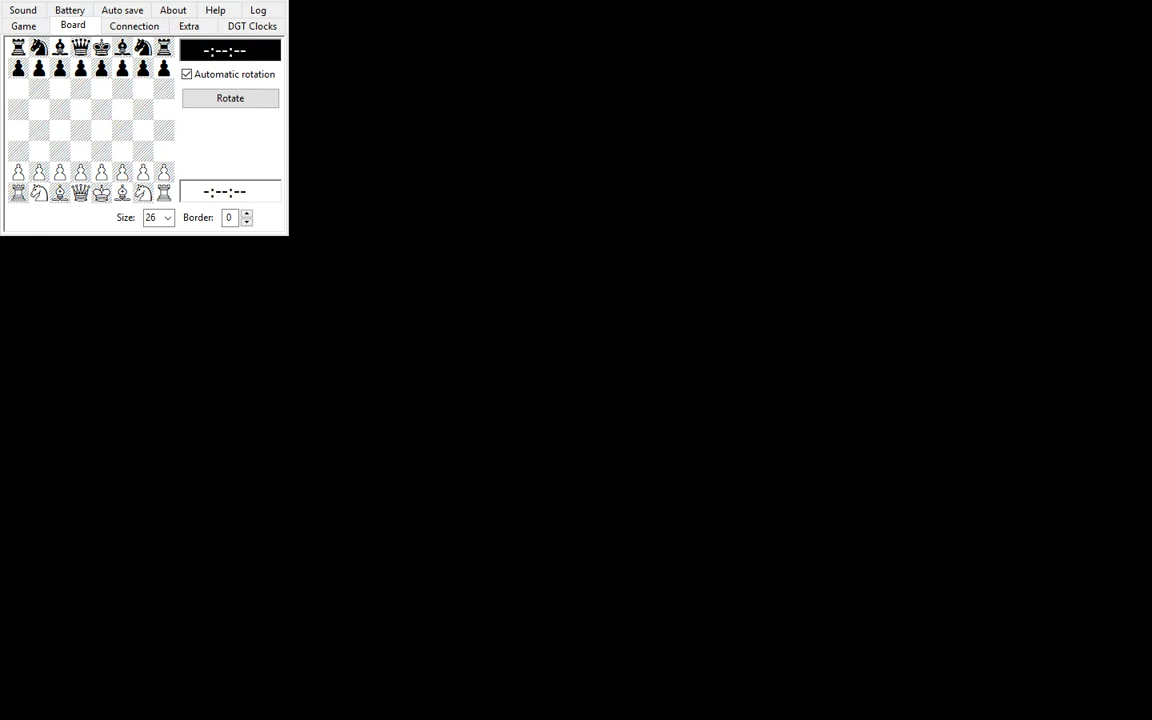 Sound Battery Auto save About Help Log
Game Board Connection Extra DGT Clocks
-:--:--
Automatic rotation
Rotate
-:--:--
Size: 26 Border: 0